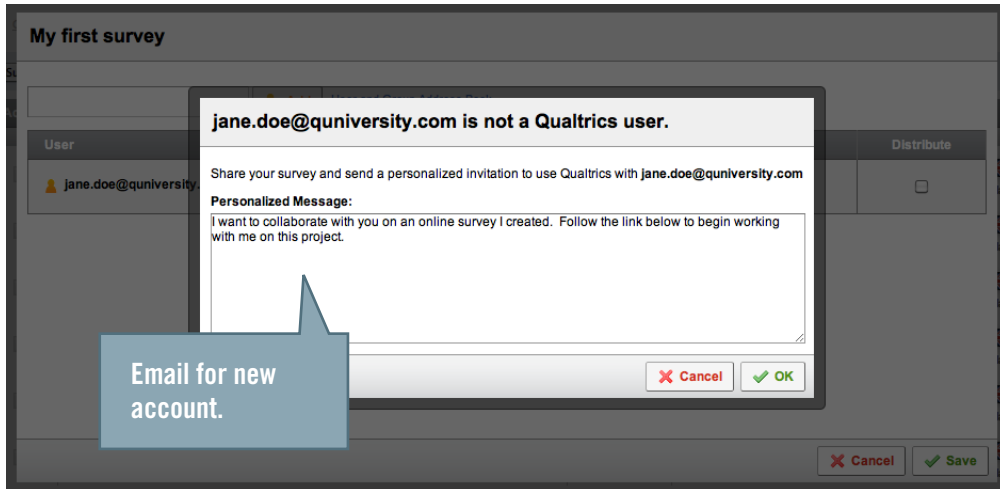 My first survey
jane.doe@quniversity.com is not a Qualtrics user.
User
Distribute
jane.doe@quniversity.
Share your survey and send a personalized invitation to use Qualtrics with jane.doe@quniversity.com
Personalized Message:
I want to collaborate with you on an online survey I created. Follow the link below to begin working
with me on this project.
Email for new
account.
Cancel
OK
Cancel
Save